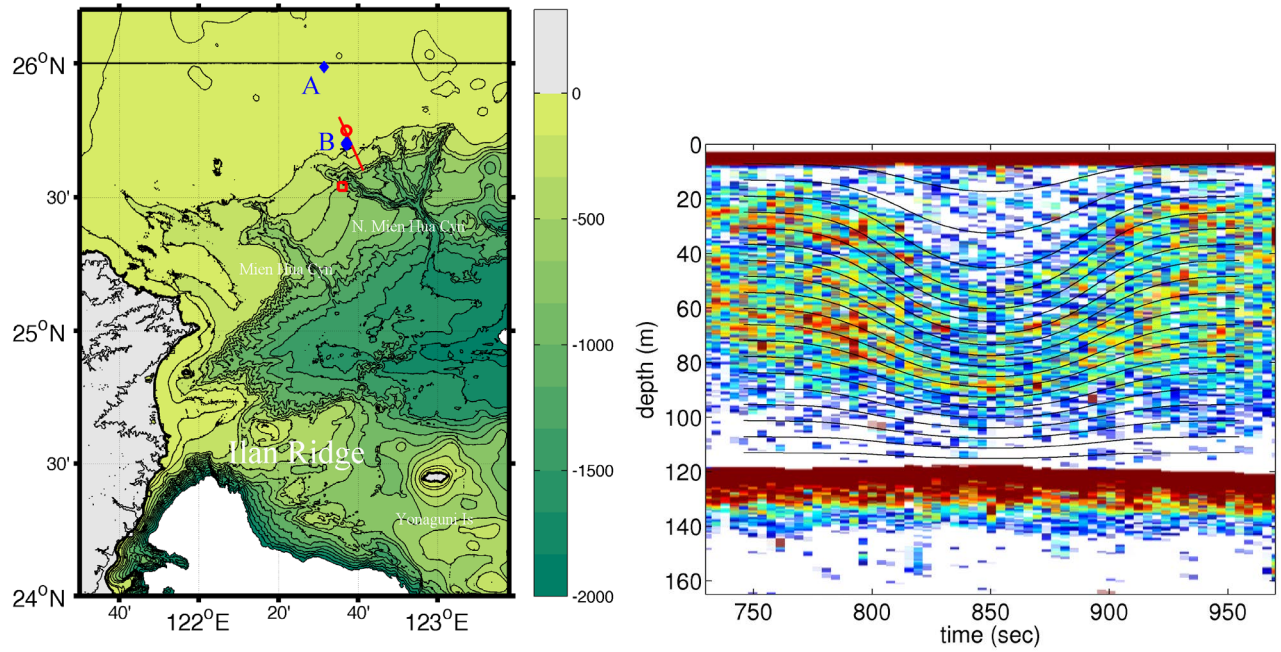 26°N
A
B
30'
N. Mien Hua Cyn
Mien Hua Cyn
25°N
Ilan Ridge
30'
Yonaguni Is
24°N
40'
122°E
20'
40'
123°E
0
-500
-1000
-1500
-2000
0
20
40
60
80
100
120
140
160
depth (m)
750
800
850
900
950
time (sec)